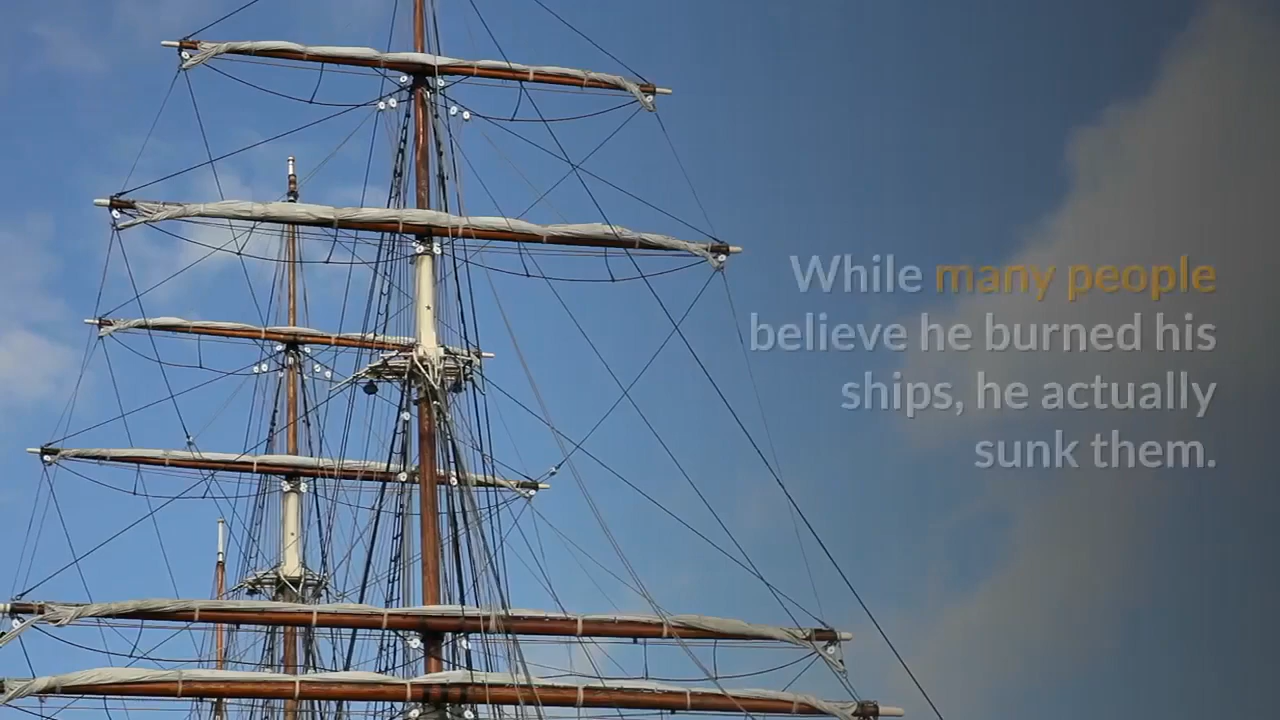 While many people
believe he burned his
ships, he actually
sunk them.